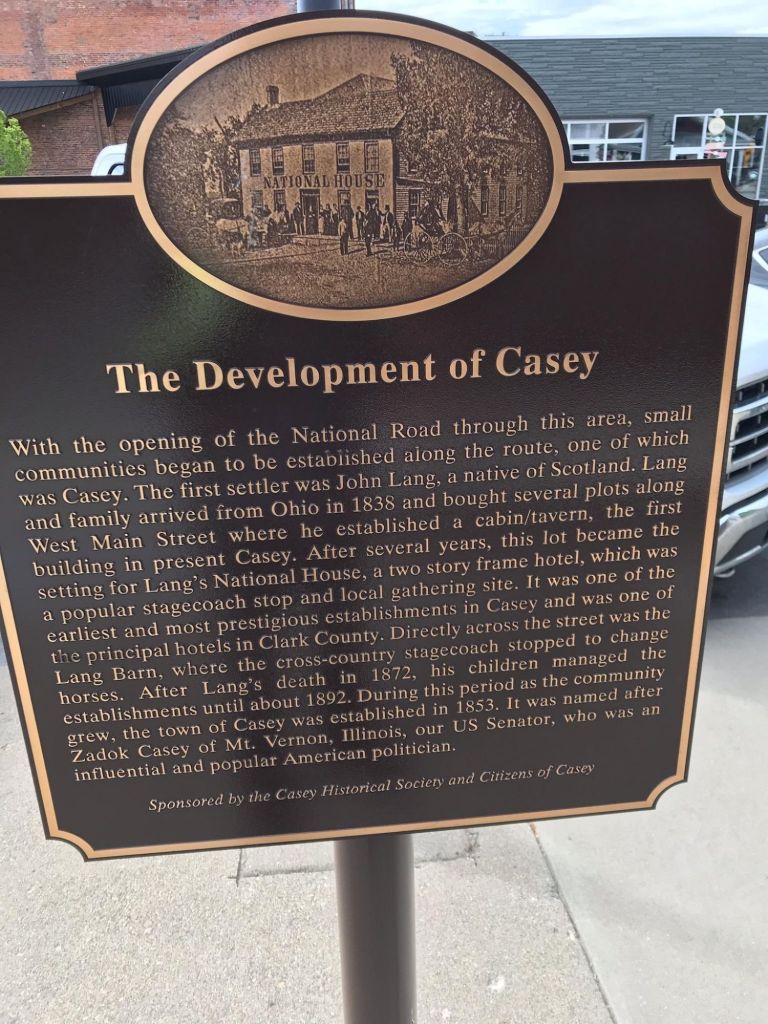 NATIONAL HOUSE
The Development of Casey
With the opening of the National Road through this area, small
communities began to be established along the route, one of which
was Casey. The first settler was John Lang, a native of Scotland. Lang
and family arrived from Ohio in 1838 and bought several plots along
West Main Street where he established a cabin/tavern, the first
building in present Casey. After several years, this lot became the
setting for Lang's National House, a two story frame hotel, which was
a popular stagecoach stop and local gathering site. It was one of the
earliest and most prestigious establishments in Casey and was one of
the principal hotels in Clark County. Directly across the street was the
Lang Barn, where the cross-country stagecoach stopped to change
horses. After Lang's death in 1872, his children managed the
establishments until about 1892. During this period as the community
grew, the town of Casey was established in 1853. It was named after
Zadok Casey of Mt. Vernon, Illinois, our US Senator, who was an
influential and popular American politician.
Sponsored by the Casey Historical Society and Citizens of Casey